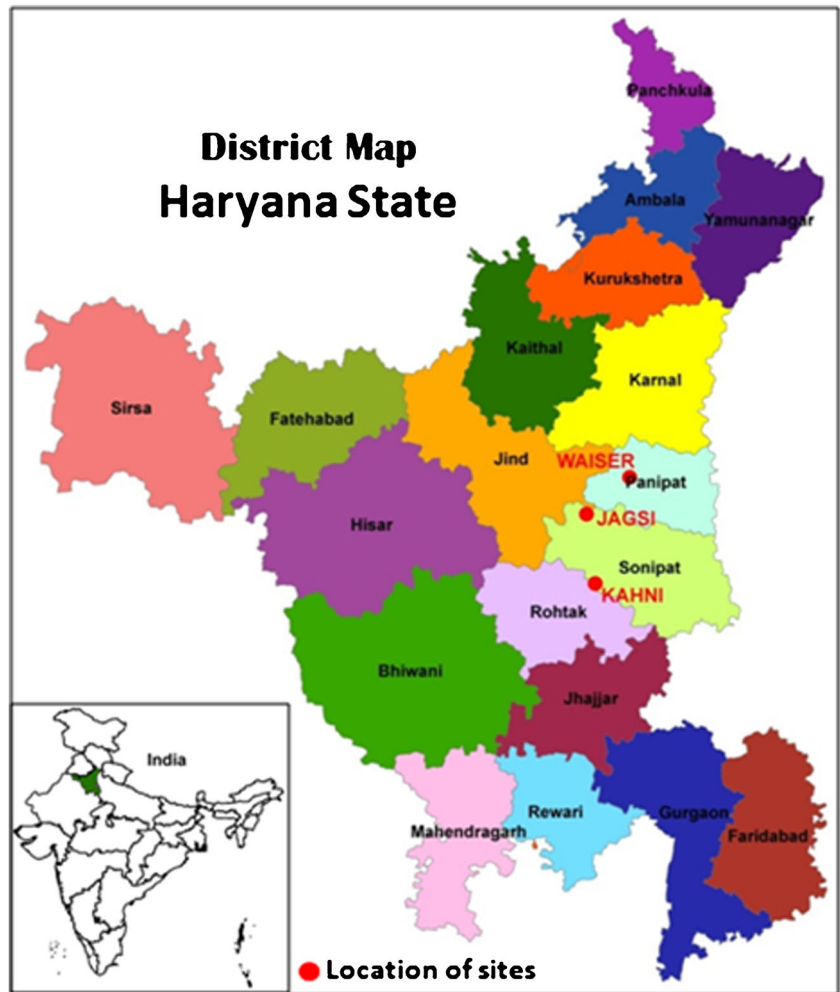 Panchkula
District Map
Haryana State
Ambala
Yamunanagar
Kurukshetra
Kaithal
Karnal
Sirsa
Fatehabad
Jind
WAISER
Panipat
JAGSI
Hisar
Sonipat
KAHNI
Rohtak
Bhiwani
Jhajjar
India
Rewari
Gurgaon
Mahendragarh
Faridabad
Location of sites